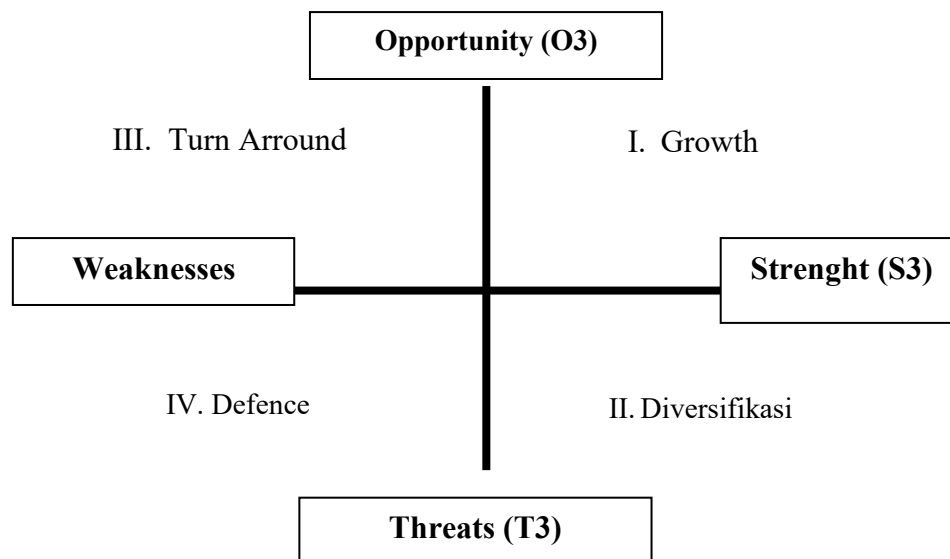 Opportunity (O3)
III. Turn Arround
I. Growth
Weaknesses
Strenght (S3)
IV. Defence
II. Diversifikasi
Threats (T3)